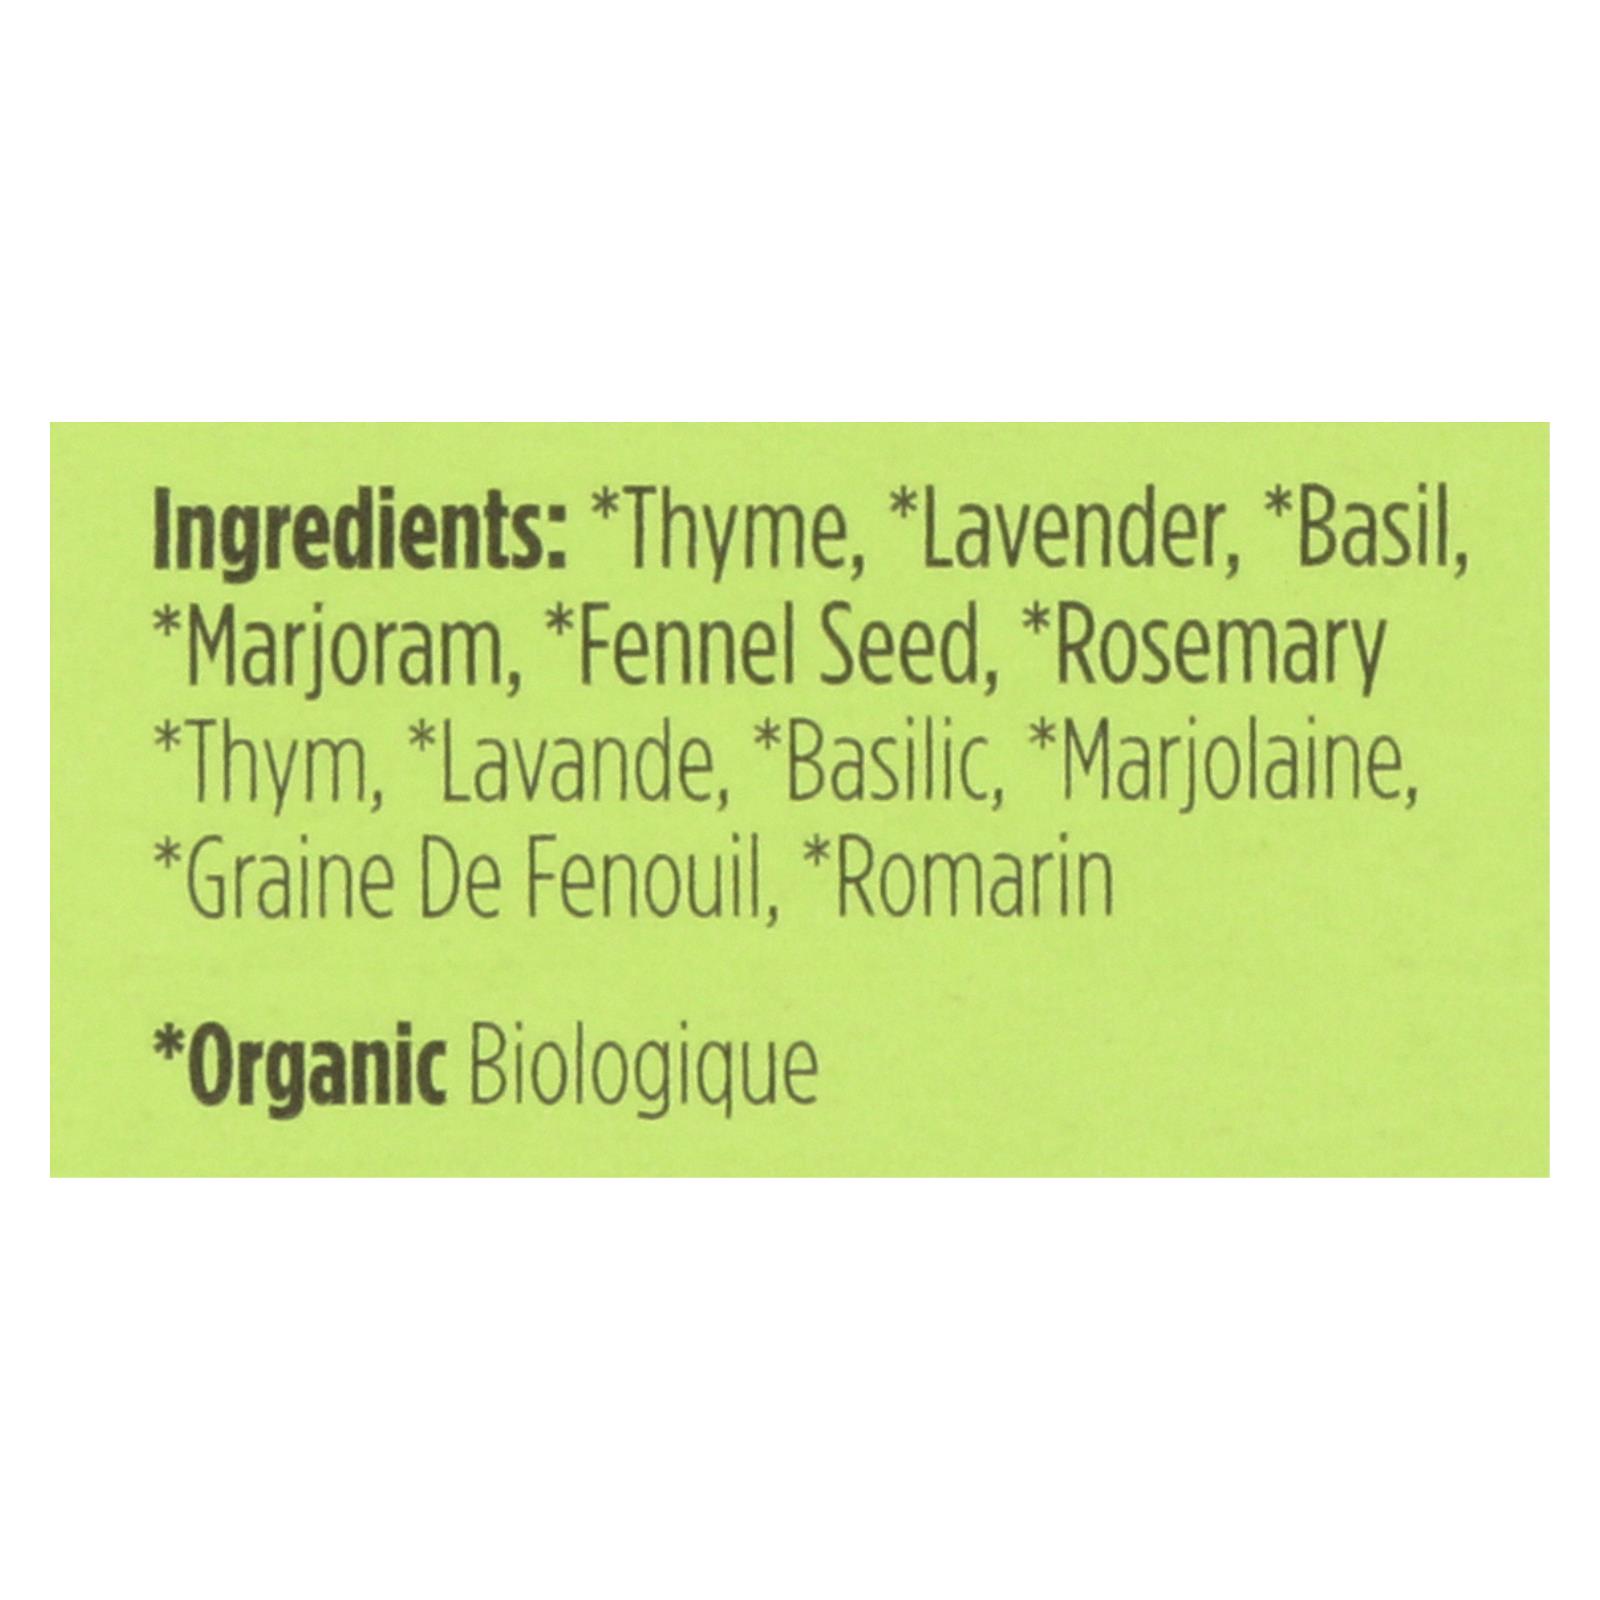 Ingredients: *Thyme, *Lavender, *Basil,
*Marjoram, *Fennel Seed, *Rosemary
*Thym, *Lavande, *Basilic, *Marjolaine,
*Graine De Fenouil, *Romarin
*Organic Biologique